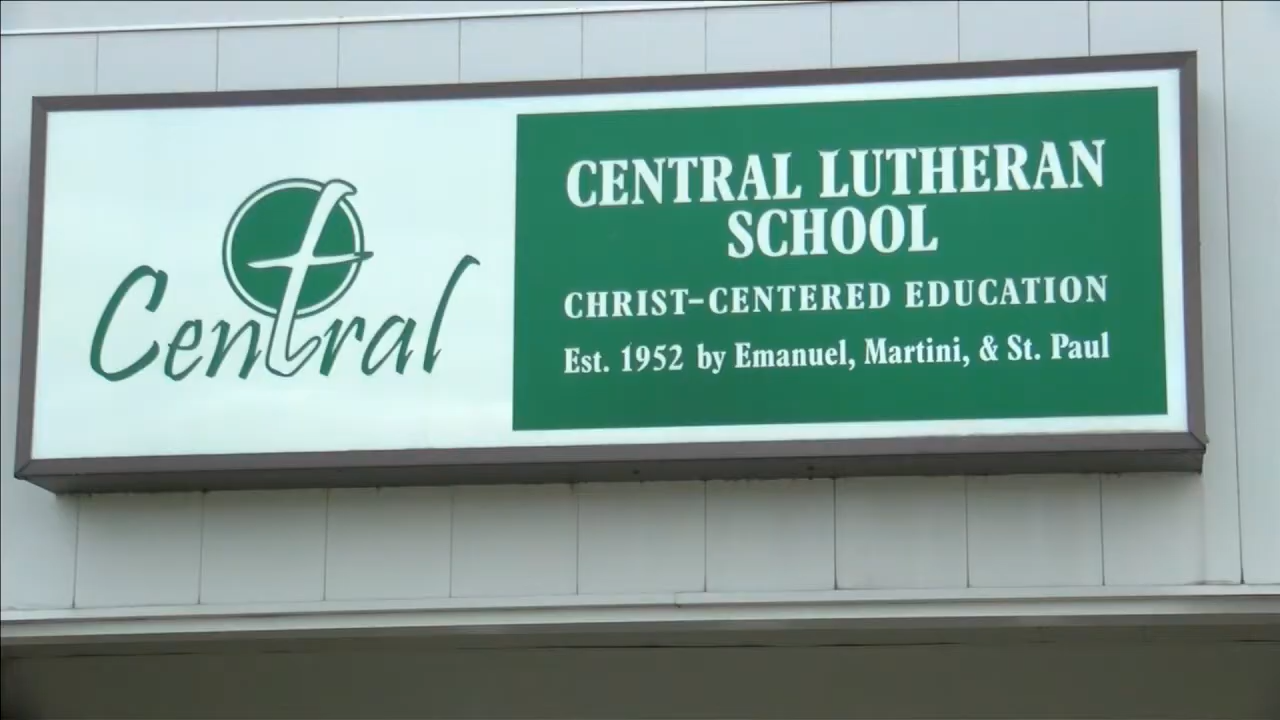 Central
CENTRAL LUTHERAN
SCHOOL
CHRIST-CENTERED EDUCATION
Est. 1952 by Emanuel, Martini, & St. Paul